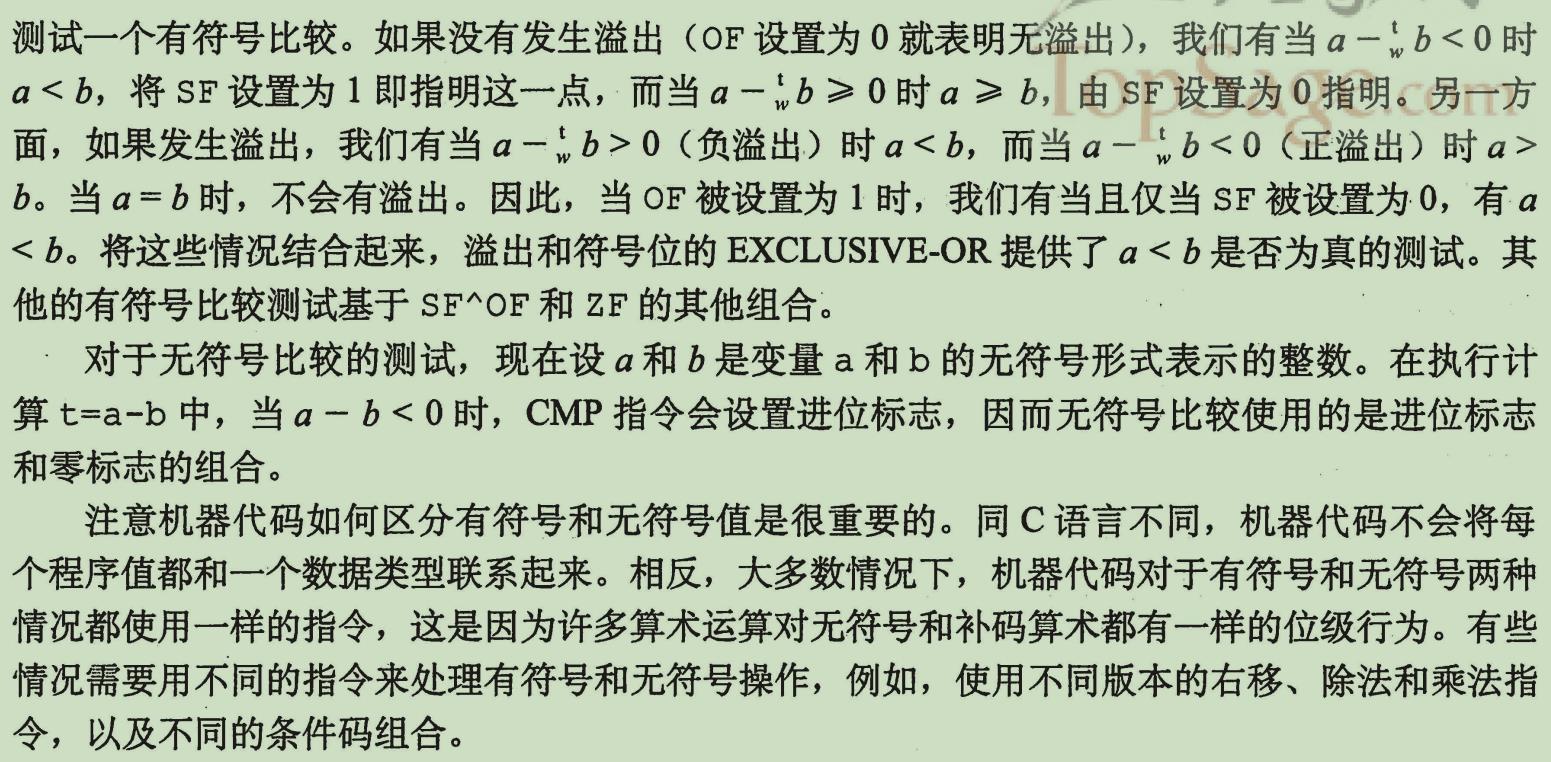 测试一个有符号比较。如果没有发生溢出（OF 设置为 0 就表明无溢出），我们有当 a −ᵗ_w b < 0 时
a < b，将 SF 设置为 1 即指明这一点，而当 a −ᵗ_w b ⩾ 0 时 a ⩾ b，由 SF 设置为 0 指明。另一方
面，如果发生溢出，我们有当 a −ᵗ_w b > 0（负溢出）时 a < b，而当 a −ᵗ_w b < 0（正溢出）时 a >
b。当 a = b 时，不会有溢出。因此，当 OF 被设置为 1 时，我们有当且仅当 SF 被设置为 0，有 a
< b。将这些情况结合起来，溢出和符号位的 EXCLUSIVE-OR 提供了 a < b 是否为真的测试。其
他的有符号比较测试基于 SF^OF 和 ZF 的其他组合。
对于无符号比较的测试，现在设 a 和 b 是变量 a 和 b 的无符号形式表示的整数。在执行计
算 t=a-b 中，当 a − b < 0 时，CMP 指令会设置进位标志，因而无符号比较使用的是进位标志
和零标志的组合。
注意机器代码如何区分有符号和无符号值是很重要的。同 C 语言不同，机器代码不会将每
个程序值都和一个数据类型联系起来。相反，大多数情况下，机器代码对于有符号和无符号两种
情况都使用一样的指令，这是因为许多算术运算对无符号和补码算术都有一样的位级行为。有些
情况需要用不同的指令来处理有符号和无符号操作，例如，使用不同版本的右移、除法和乘法指
令，以及不同的条件码组合。
TopSage.com